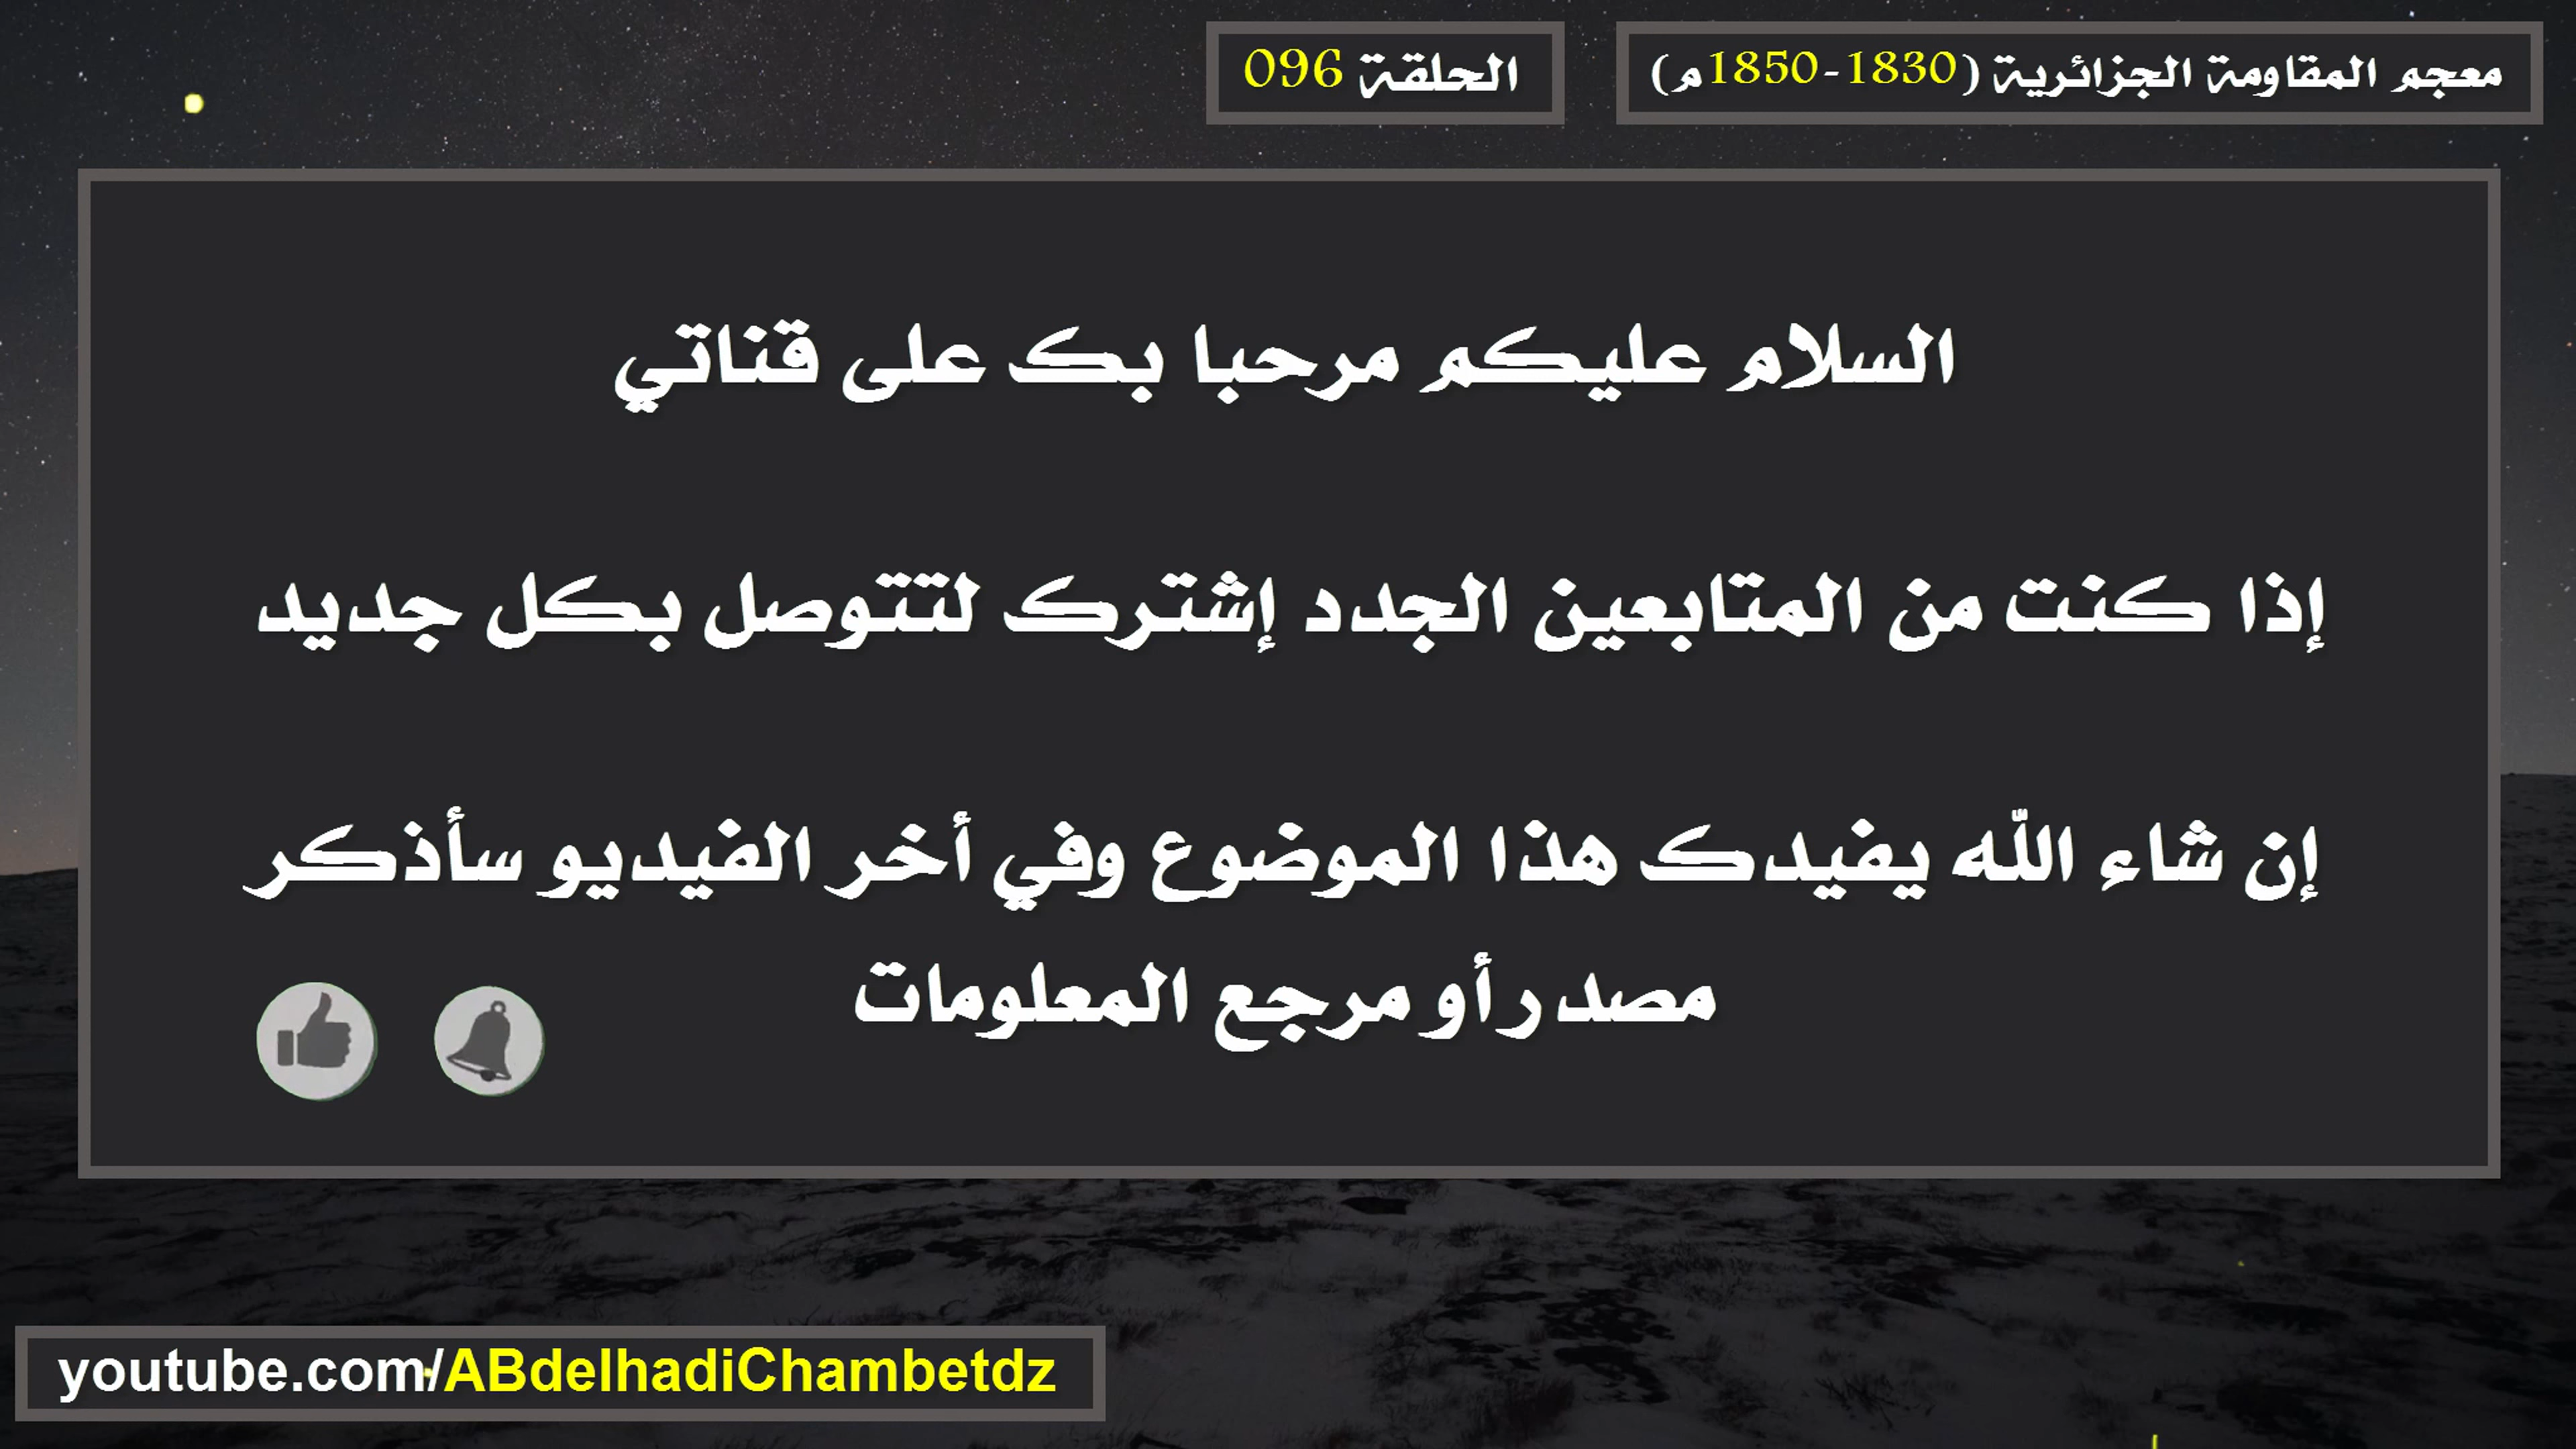 معجم المقاومة الجزائرية (1830-1850م)
الحلقة 096
السلام عليكم مرحبا بك على قناتي
إذا كنت من المتابعين الجدد إشترك لتتوصل بكل جديد
إن شاء الله يفيدك هذا الموضوع وفي أخر الفيديو سأذكر
مصدر أو مرجع المعلومات
youtube.com/ABdelhadiChambetdz